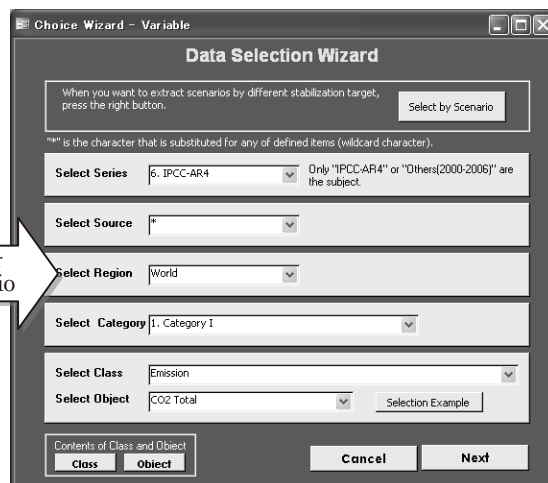 Choice Wizard - Variable
Data Selection Wizard
When you want to extract scenarios by different stabilization target,
press the right button.
Select by Scenario
"*" is the character that is substituted for any of defined items (wildcard character).
Select Series
6. IPCC-AR4
Only "IPCC-AR4" or "Others(2000-2006)" are
the subject.
Select Source
*
Select Region
World
Select Category
1. Category I
Select Class
Emission
Select Object
CO2 Total
Selection Example
Contents of Class and Object
Class
Object
Cancel
Next